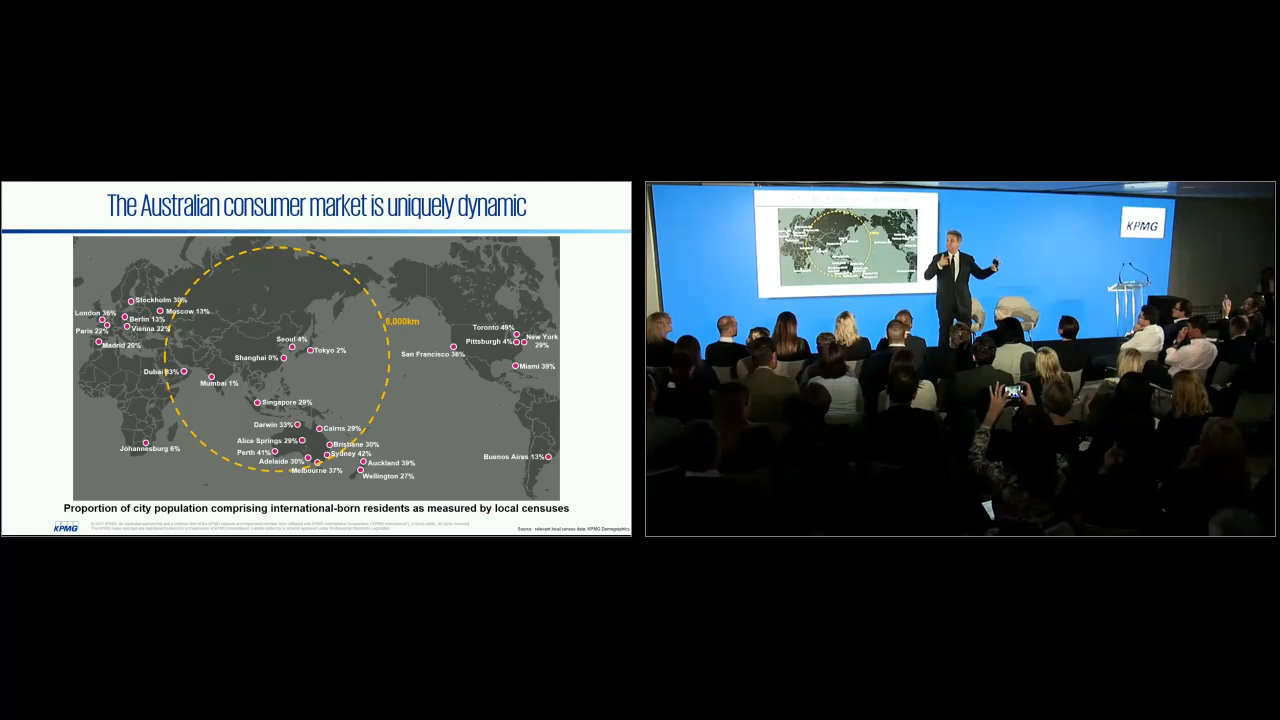 The Australian consumer market is uniquely dynamic
Stockholm 30%
Moscow 13%
London 36%
Berlin 13%
Paris 22%
Vienna 32%
Madrid 20%
6,000km
Seoul 4%
Tokyo 2%
Shanghai 0%
Dubai 83%
Mumbai 1%
Singapore 29%
Darwin 33%
Cairns 29%
Alice Springs 29%
Brisbane 30%
Perth 41%
Sydney 42%
Adelaide 30%
Melbourne 37%
Auckland 39%
Wellington 27%
Johannesburg 6%
Toronto 49%
Pittsburgh 4%
New York
29%
San Francisco 36%
Miami 39%
Buenos Aires 13%
Proportion of city population comprising international-born residents as measured by local censuses
KPMG
Source: relevant local census data; KPMG Demographics
KPMG